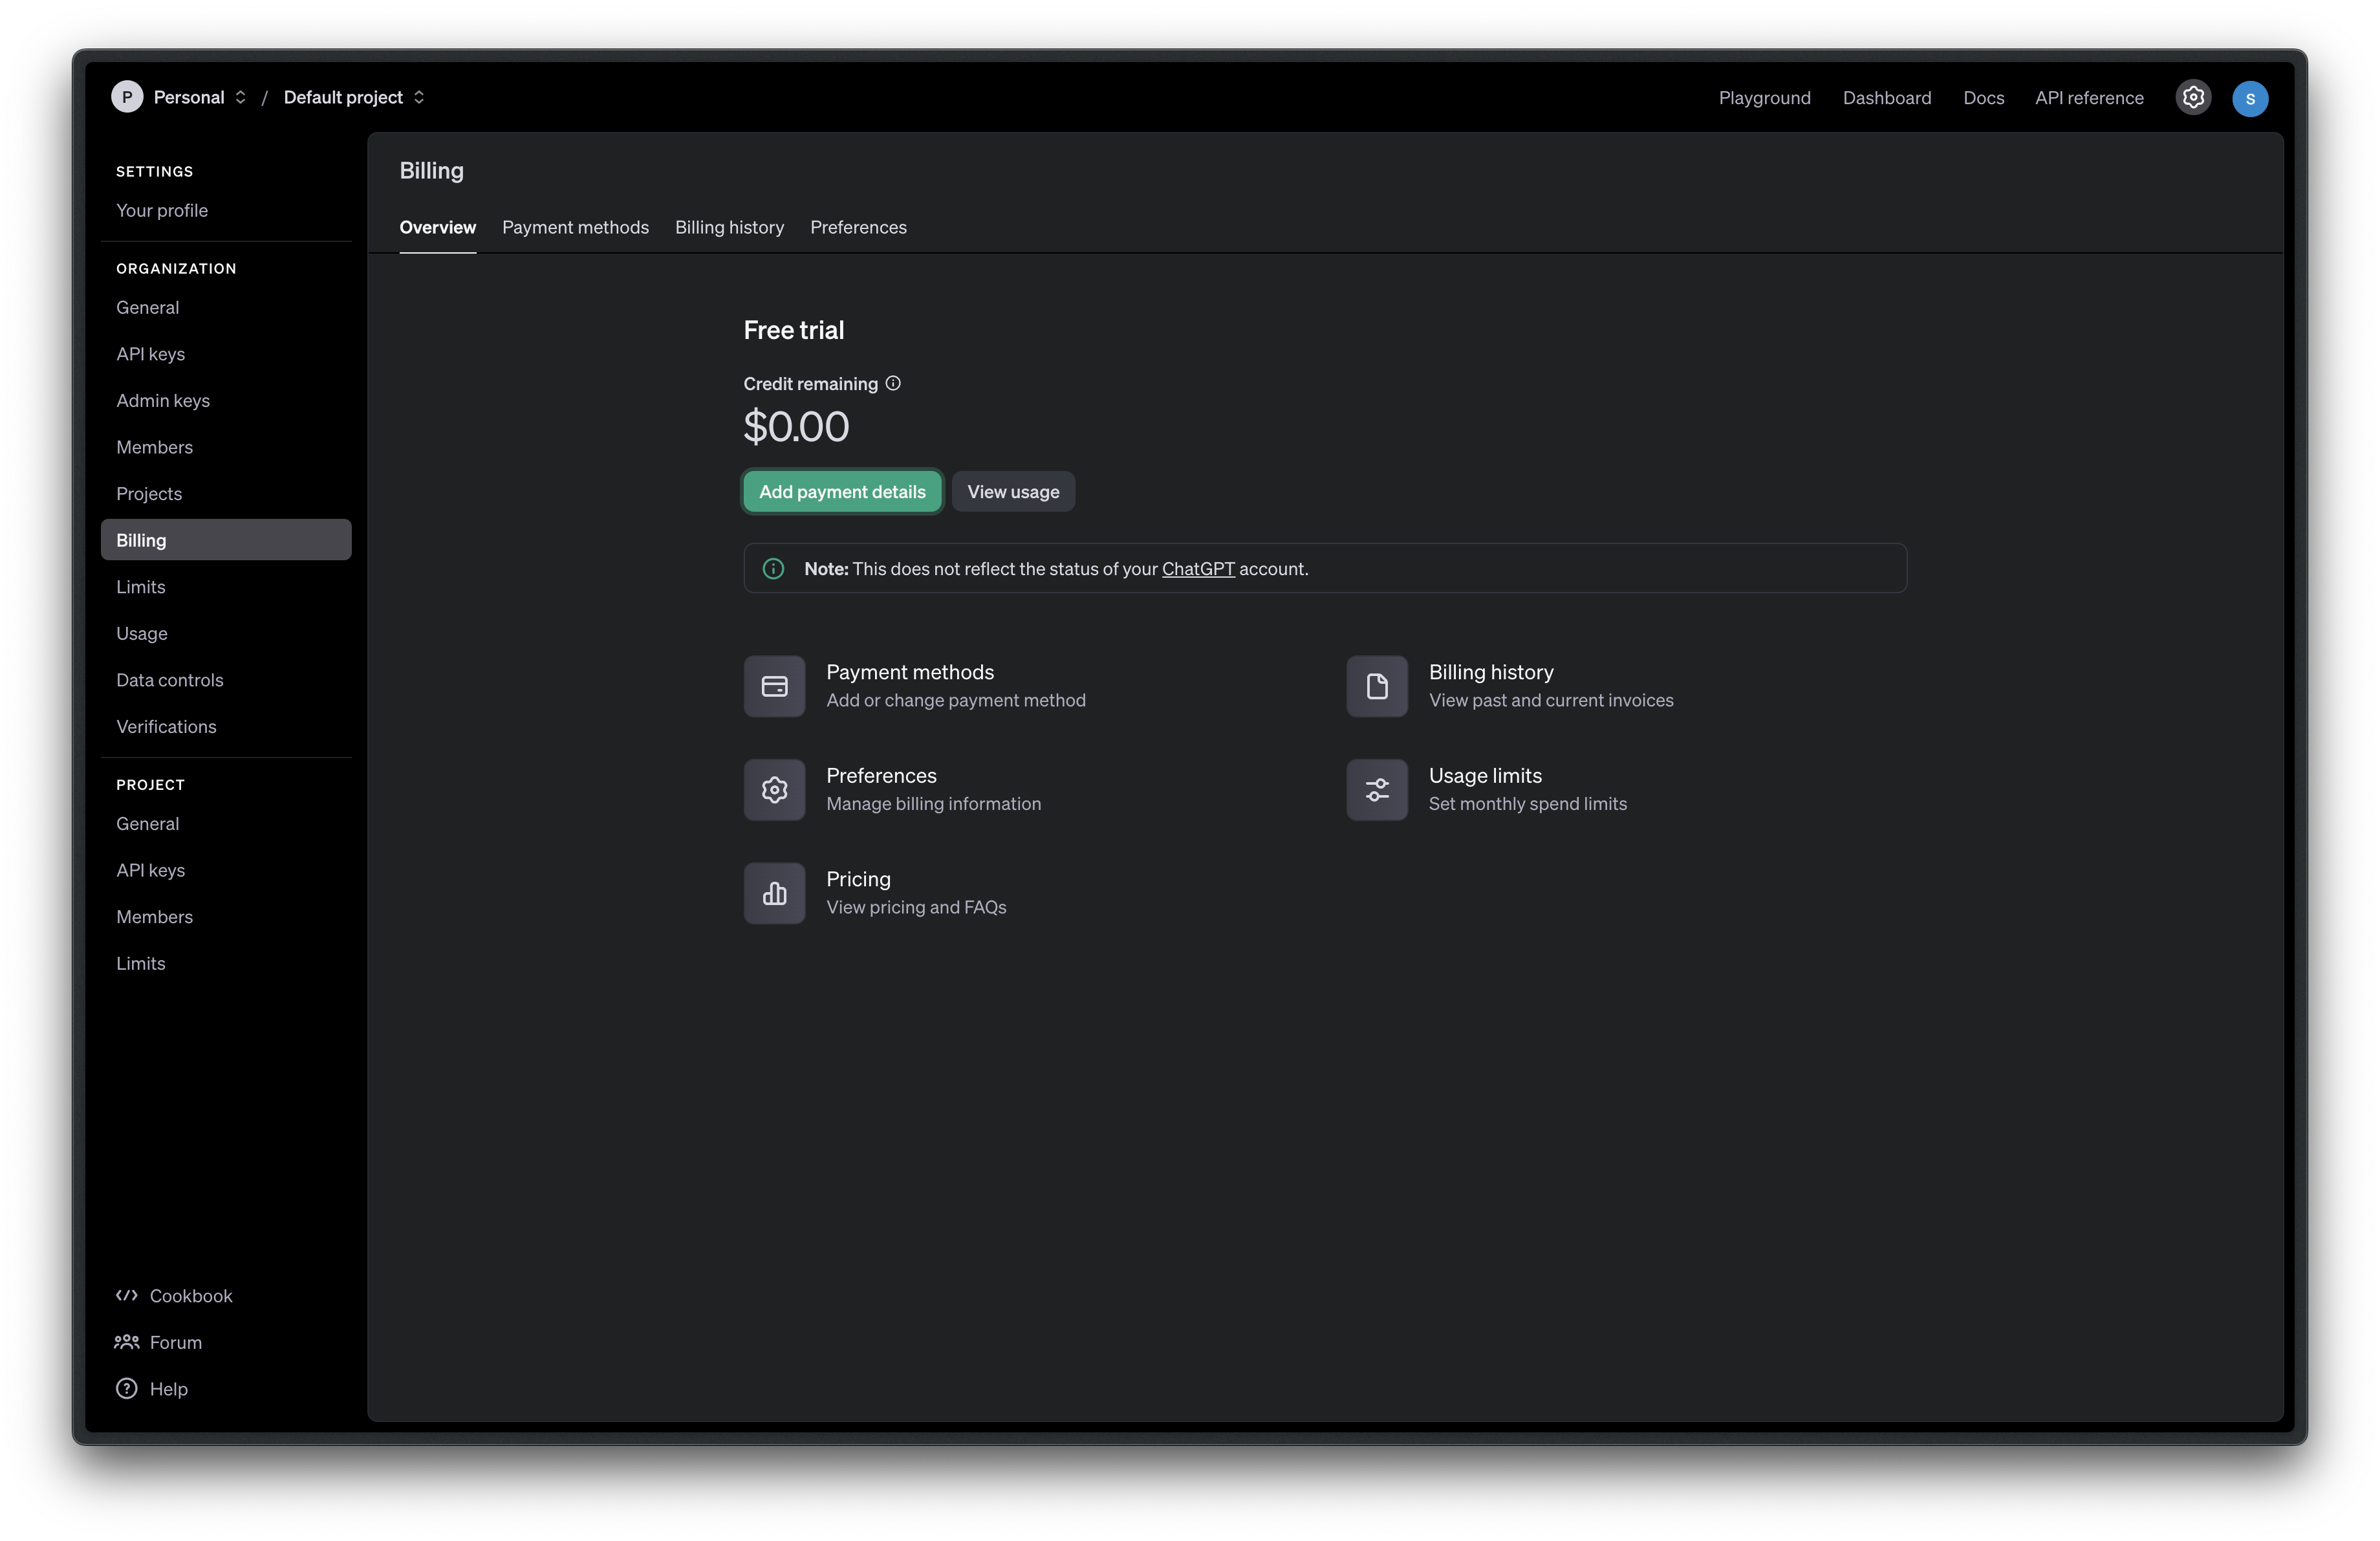 P Personal / Default project
Playground Dashboard Docs API reference S
SETTINGS
Your profile
ORGANIZATION
General
API keys
Admin keys
Members
Projects
Billing
Limits
Usage
Data controls
Verifications
PROJECT
General
API keys
Members
Limits
Cookbook
Forum
Help
Billing
Overview Payment methods Billing history Preferences
Free trial
Credit remaining
$0.00
Add payment details View usage
Note: This does not reflect the status of your ChatGPT account.
Payment methods
Add or change payment method
Billing history
View past and current invoices
Preferences
Manage billing information
Usage limits
Set monthly spend limits
Pricing
View pricing and FAQs